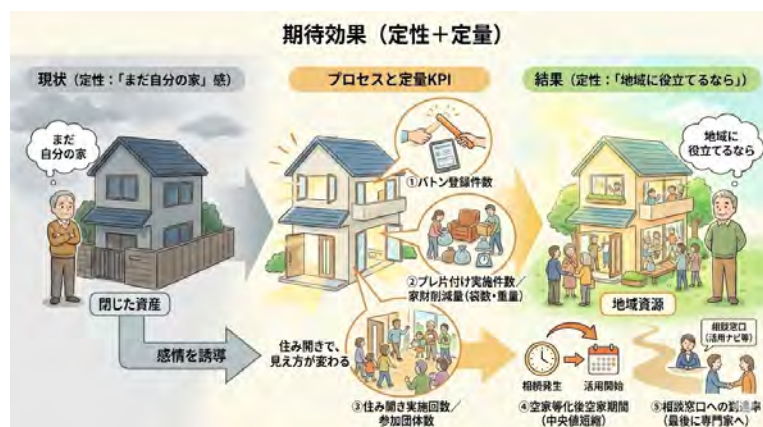 期待効果（定性＋定量）
現状（定性：「まだ自分の家」感）
まだ
自分の家
閉じた資産
感情を誘導
プロセスと定量KPI
①バトン登録件数
②プレ片付け実施件数／
家財削減量（袋数・重量）
住み開きで、
見え方が変わる
③住み開き実施回数／
参加団体数
結果（定性：「地域に役立てるなら」）
地域に
役立てるなら
地域資源
相続発生
活用開始
④空家等化後空家期間
（中央値短縮）
相談窓口
（活用ナビ等）
⑤相談窓口への到達率
（最後に専門家へ）